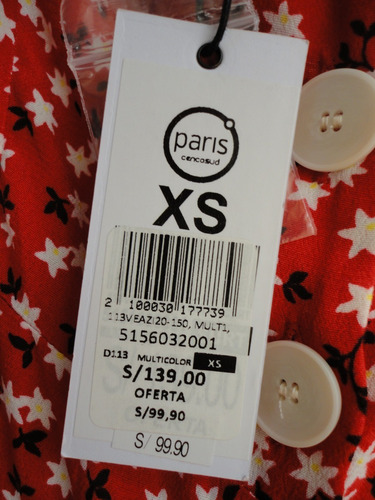 paris
cencosud
XS
2 100030 177739
113VEAZI20-150, MULT1,
5156032001
D113 MULTICOLOR XS
S/139,00
OFERTA
S/99,90
S/ 99.90